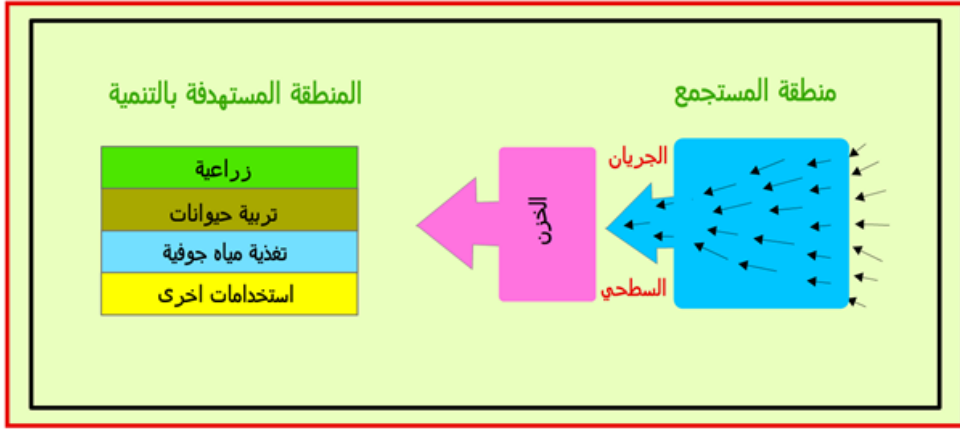 منطقة المستجمع
المنطقة المستهدفة بالتنمية
الجريان
السطحي
الخزن
زراعية
تربية حيوانات
تغذية مياه جوفية
استخدامات اخرى